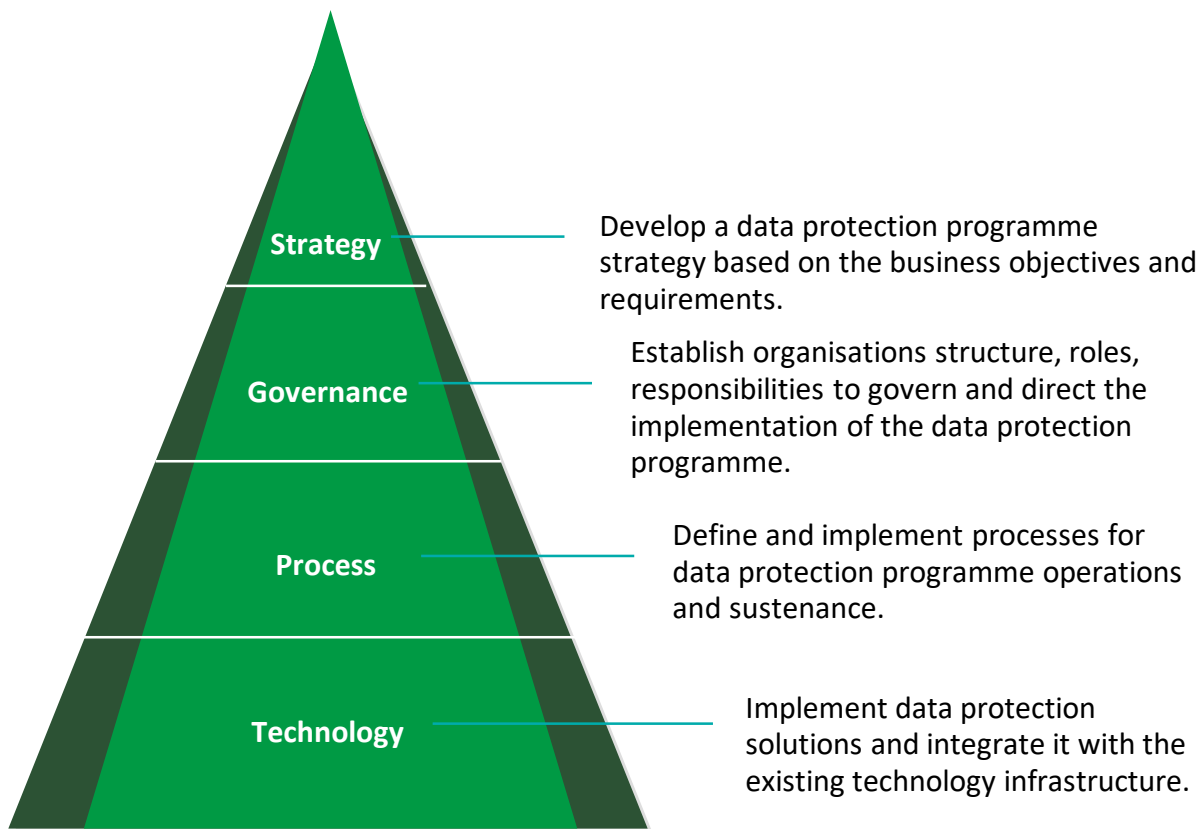 Strategy
Develop a data protection programme
strategy based on the business objectives and
requirements.
Governance
Establish organisations structure, roles,
responsibilities to govern and direct the
implementation of the data protection
programme.
Process
Define and implement processes for
data protection programme operations
and sustenance.
Technology
Implement data protection
solutions and integrate it with the
existing technology infrastructure.